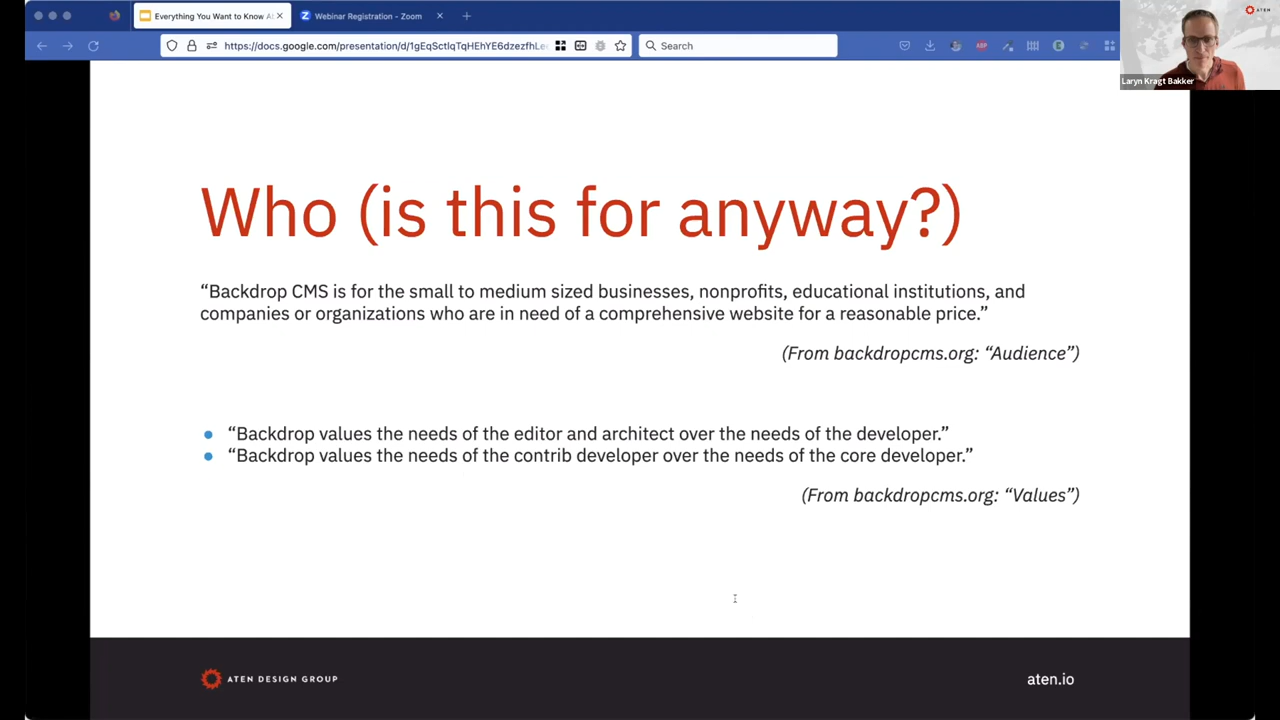 Everything You Want to Know A
Webinar Registration - Zoom
ATEN
https://docs.google.com/presentation/d/1gEqSctlqTqHEhYE6dzezfhLe
Search
ABP
Laryn Kragt Bakker
Who (is this for anyway?)
“Backdrop CMS is for the small to medium sized businesses, nonprofits, educational institutions, and
companies or organizations who are in need of a comprehensive website for a reasonable price.”
(From backdropcms.org: “Audience”)
“Backdrop values the needs of the editor and architect over the needs of the developer.”
“Backdrop values the needs of the contrib developer over the needs of the core developer.”
(From backdropcms.org: “Values”)
ATEN DESIGN GROUP
aten.io